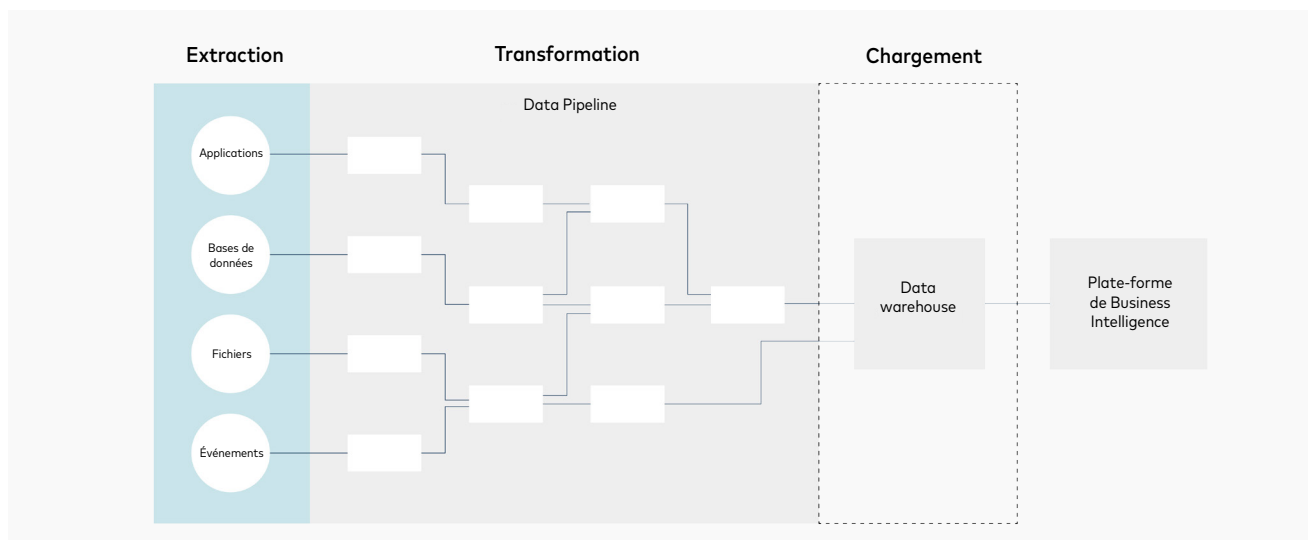 Extraction
Transformation
Chargement
Data Pipeline
Applications
Bases de
données
Fichiers
Événements
Data
warehouse
Plate-forme
de Business
Intelligence